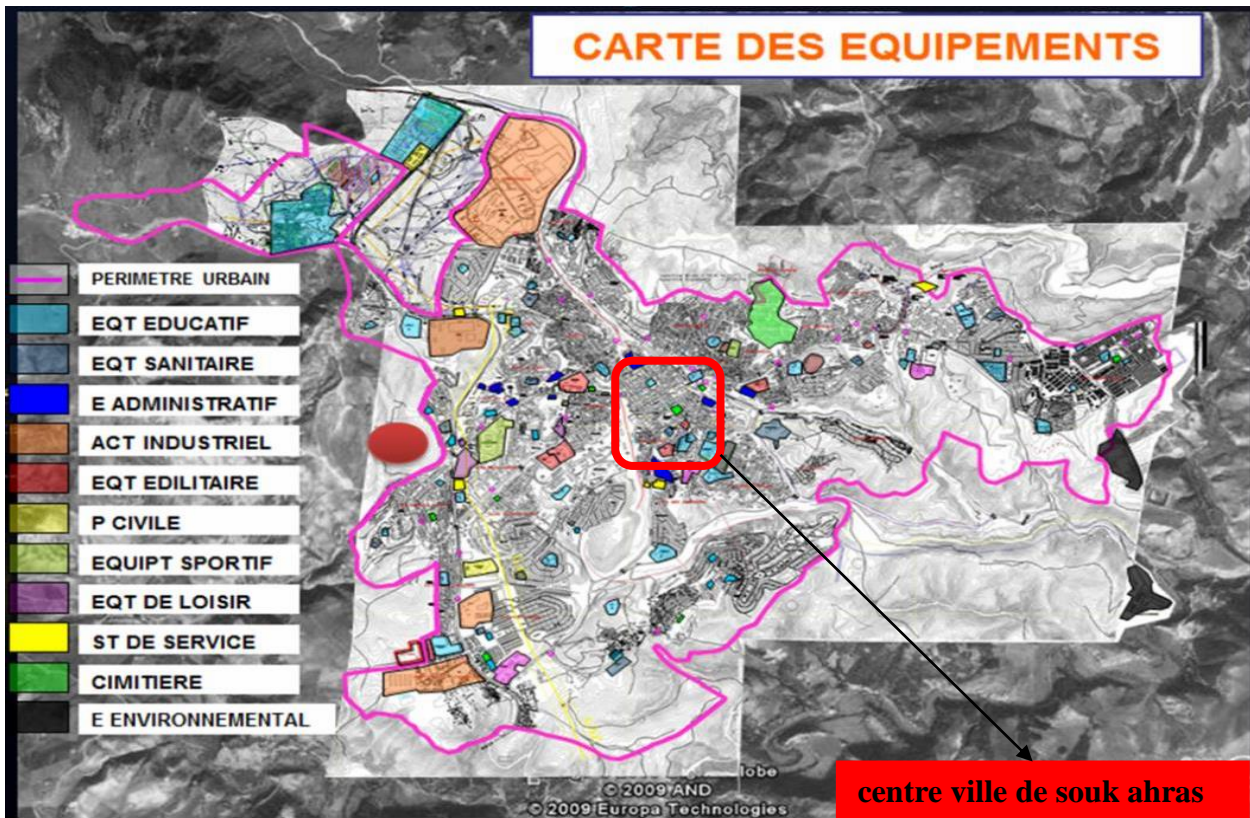 CARTE DES EQUIPEMENTS
PERIMETRE URBAIN
EQT EDUCATIF
EQT SANITAIRE
E ADMINISTRATIF
ACT INDUSTRIEL
EQT EDILITAIRE
P CIVILE
EQUIPT SPORTIF
EQT DE LOISIR
ST DE SERVICE
CIMITIERE
E ENVIRONNEMENTAL
lobe
© 2009 AND
© 2009 Europa Technologies
centre ville de souk ahras